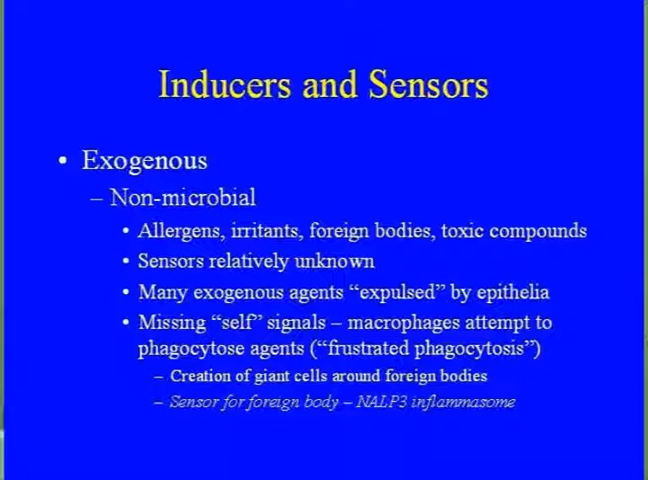 Inducers and Sensors
• Exogenous
– Non-microbial
• Allergens, irritants, foreign bodies, toxic compounds
• Sensors relatively unknown
• Many exogenous agents “expulsed” by epithelia
• Missing “self” signals – macrophages attempt to
phagocytose agents (“frustrated phagocytosis”)
– Creation of giant cells around foreign bodies
– Sensor for foreign body – NALP3 inflammasome